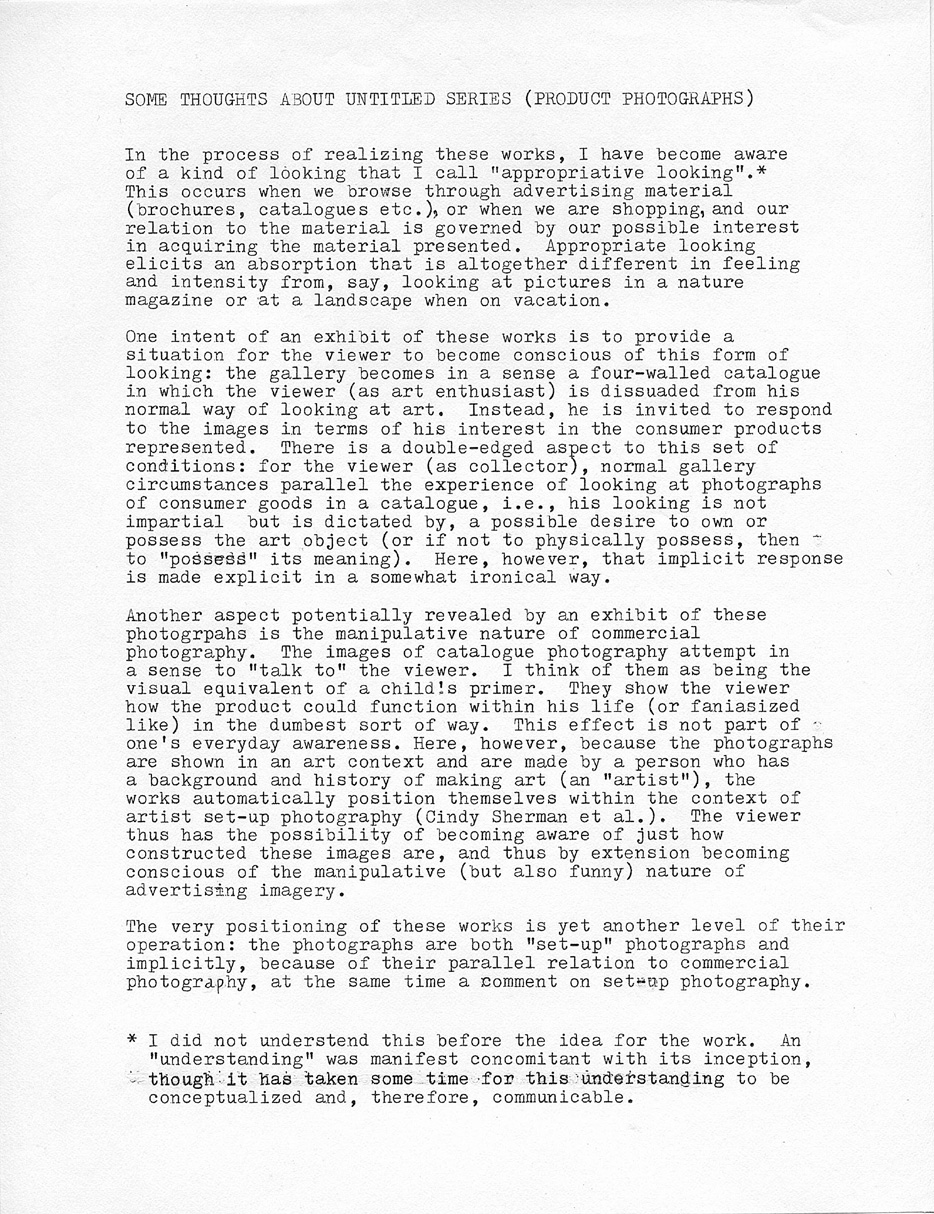 SOME THOUGHTS ABOUT UNTITLED SERIES (PRODUCT PHOTOGRAPHS)
In the process of realizing these works, I have become aware
of a kind of looking that I call "appropriative looking".*
This occurs when we browse through advertising material
(brochures, catalogues etc.), or when we are shopping, and our
relation to the material is governed by our possible interest
in acquiring the material presented.  Appropriate looking
elicits an absorption that is altogether different in feeling
and intensity from, say, looking at pictures in a nature
magazine or at a landscape when on vacation.
One intent of an exhibit of these works is to provide a
situation for the viewer to become conscious of this form of
looking: the gallery becomes in a sense a four-walled catalogue
in which the viewer (as art enthusiast) is dissuaded from his
normal way of looking at art.  Instead, he is invited to respond
to the images in terms of his interest in the consumer products
represented.  There is a double-edged aspect to this set of
conditions: for the viewer (as collector), normal gallery
circumstances parallel the experience of looking at photographs
of consumer goods in a catalogue, i.e., his looking is not
impartial  but is dictated by, a possible desire to own or
possess the art object (or if not to physically possess, then
to "possess" its meaning).  Here, however, that implicit response
is made explicit in a somewhat ironical way.
Another aspect potentially revealed by an exhibit of these
photogrpahs is the manipulative nature of commercial
photography.  The images of catalogue photography attempt in
a sense to "talk to" the viewer.  I think of them as being the
visual equivalent of a child!s primer.  They show the viewer
how the product could function within his life (or faniasized
like) in the dumbest sort of way.  This effect is not part of
one's everyday awareness. Here, however, because the photographs
are shown in an art context and are made by a person who has
a background and history of making art (an "artist"), the
works automatically position themselves within the context of
artist set-up photography (Cindy Sherman et al.).  The viewer
thus has the possibility of becoming aware of just how
constructed these images are, and thus by extension becoming
conscious of the manipulative (but also funny) nature of
advertising imagery.
The very positioning of these works is yet another level of their
operation: the photographs are both "set-up" photographs and
implicitly, because of their parallel relation to commercial
photography, at the same time a comment on set-up photography.
* I did not understand this before the idea for the work.  An
"understanding" was manifest concomitant with its inception,
though it has taken some time for this understanding to be
conceptualized and, therefore, communicable.